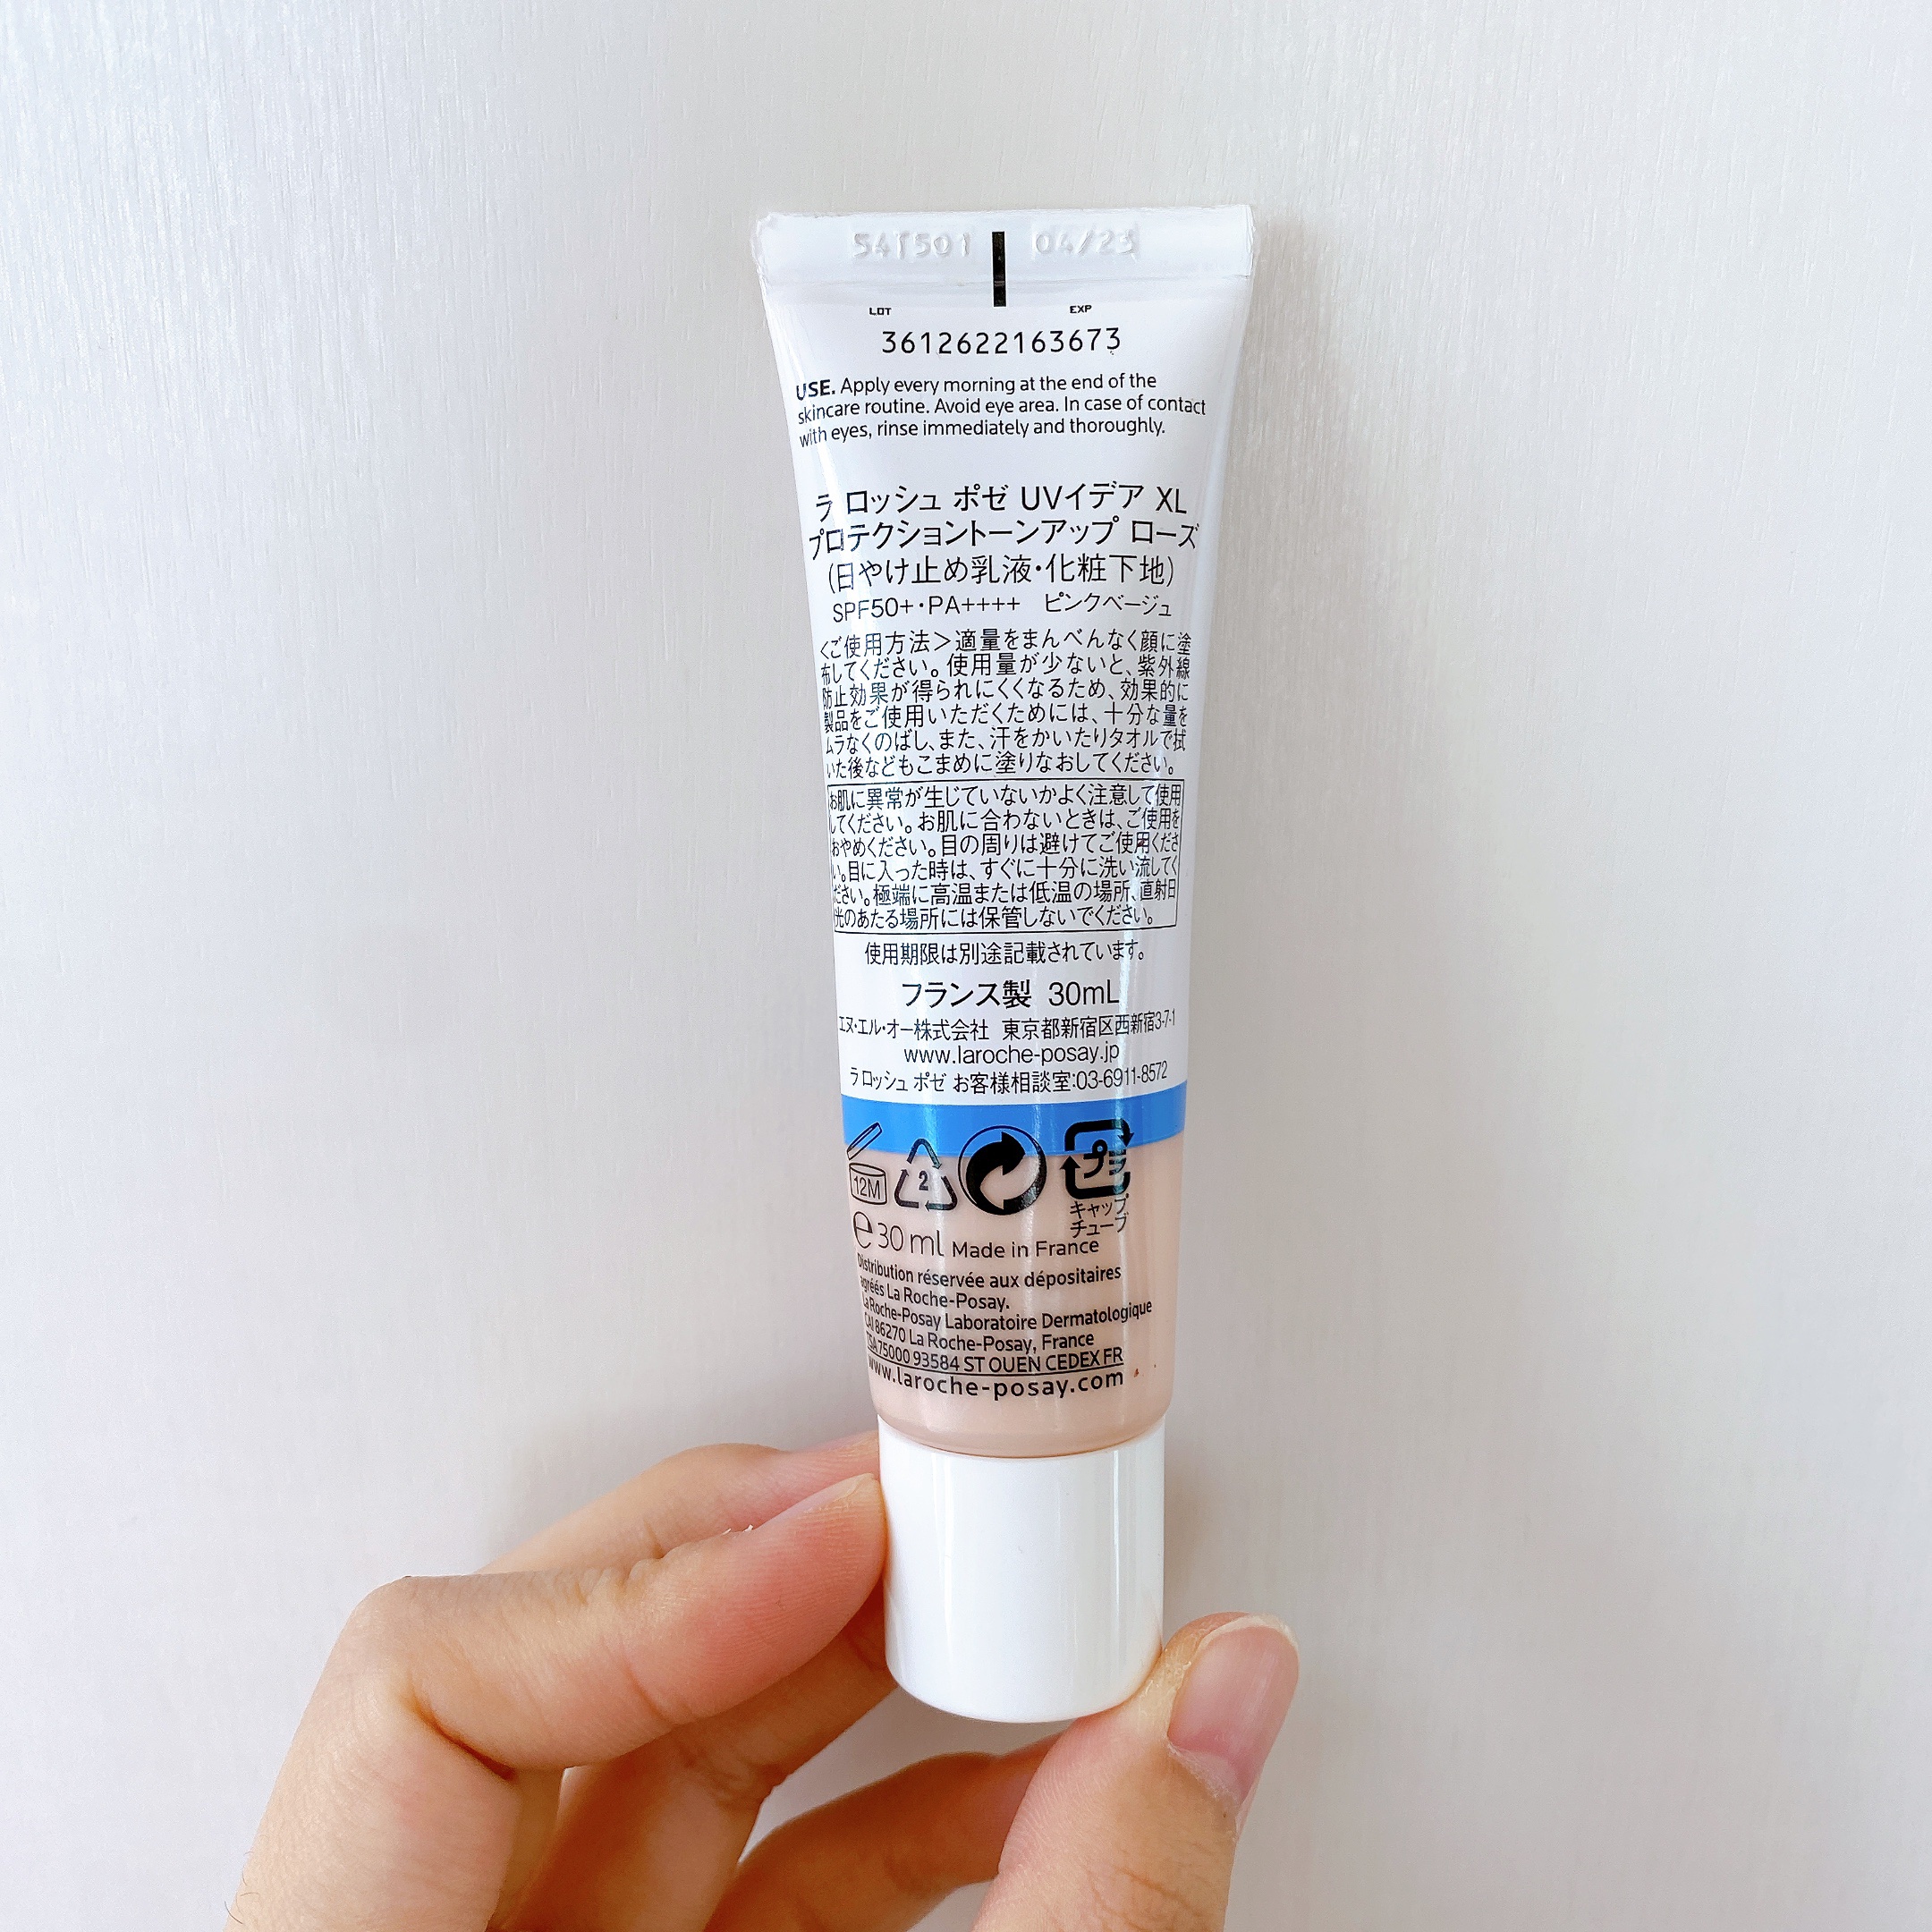 54T501 04/23
LOT EXP
3612622163673
USE. Apply every morning at the end of the
skincare routine. Avoid eye area. In case of contact
with eyes, rinse immediately and thoroughly.
ラ ロッシュ ポゼ UVイデア XL
プロテクショントーンアップ ローズ
(日やけ止め乳液・化粧下地)
SPF50+・PA++++ ピンクベージュ
<ご使用方法>適量をまんべんなく顔に塗
布してください。使用量が少ないと、紫外線
防止効果が得られにくくなるため、効果的に
製品をご使用いただくためには、十分な量を
ムラなくのばし、また、汗をかいたりタオルで拭
いた後などもこまめに塗りなおしてください。
お肌に異常が生じていないかよく注意して使用
してください。お肌に合わないときは、ご使用を
おやめください。目の周りは避けてご使用くださ
い。目に入った時は、すぐに十分に洗い流してく
ださい。極端に高温または低温の場所、直射日
光のあたる場所には保管しないでください。
使用期限は別途記載されています。
フランス製 30mL
エヌ・エル・オー株式会社 東京都新宿区西新宿3-7-1
www.laroche-posay.jp
ラ ロッシュ ポゼ お客様相談室:03-6911-8572
12M 2 プラ
キャップ
チューブ
e 30 ml Made in France
Distribution réservée aux dépositaires
agréés La Roche-Posay.
La Roche-Posay Laboratoire Dermatologique
CAI 86270 La Roche-Posay, France
TSA 75000 93584 ST OUEN CEDEX FR
www.laroche-posay.com